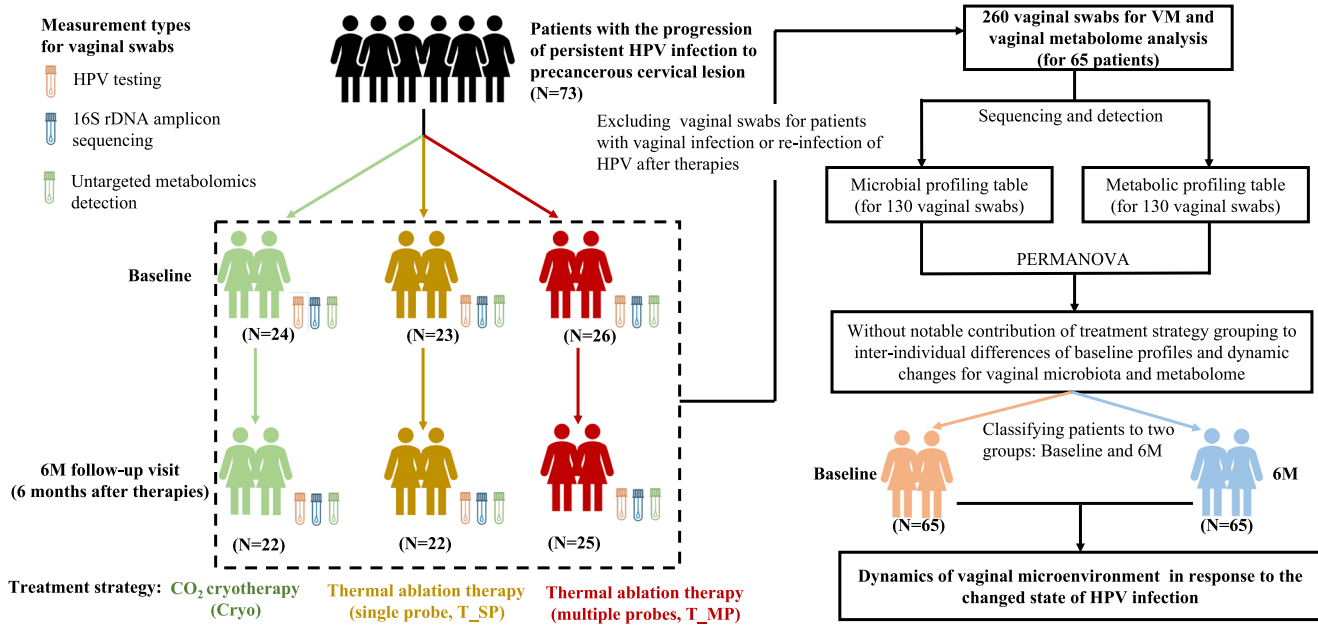 Measurement types
for vaginal swabs
HPV testing
16S rDNA amplicon
sequencing
Untargeted metabolomics
detection
Patients with the progression
of persistent HPV infection to
precancerous cervical lesion
(N=73)
Excluding vaginal swabs for patients
with vaginal infection or re-infection of
HPV after therapies
Baseline
(N=24)
(N=23)
(N=26)
6M follow-up visit
(6 months after therapies)
(N=22)
(N=22)
(N=25)
Treatment strategy:
CO₂ cryotherapy
(Cryo)
Thermal ablation therapy
(single probe, T_SP)
Thermal ablation therapy
(multiple probes, T_MP)
260 vaginal swabs for VM and
vaginal metabolome analysis
(for 65 patients)
Sequencing and detection
Microbial profiling table
(for 130 vaginal swabs)
Metabolic profiling table
(for 130 vaginal swabs)
PERMANOVA
Without notable contribution of treatment strategy grouping to
inter-individual differences of baseline profiles and dynamic
changes for vaginal microbiota and metabolome
Classifying patients to two
groups: Baseline and 6M
Baseline
6M
(N=65)
(N=65)
Dynamics of vaginal microenvironment in response to the
changed state of HPV infection